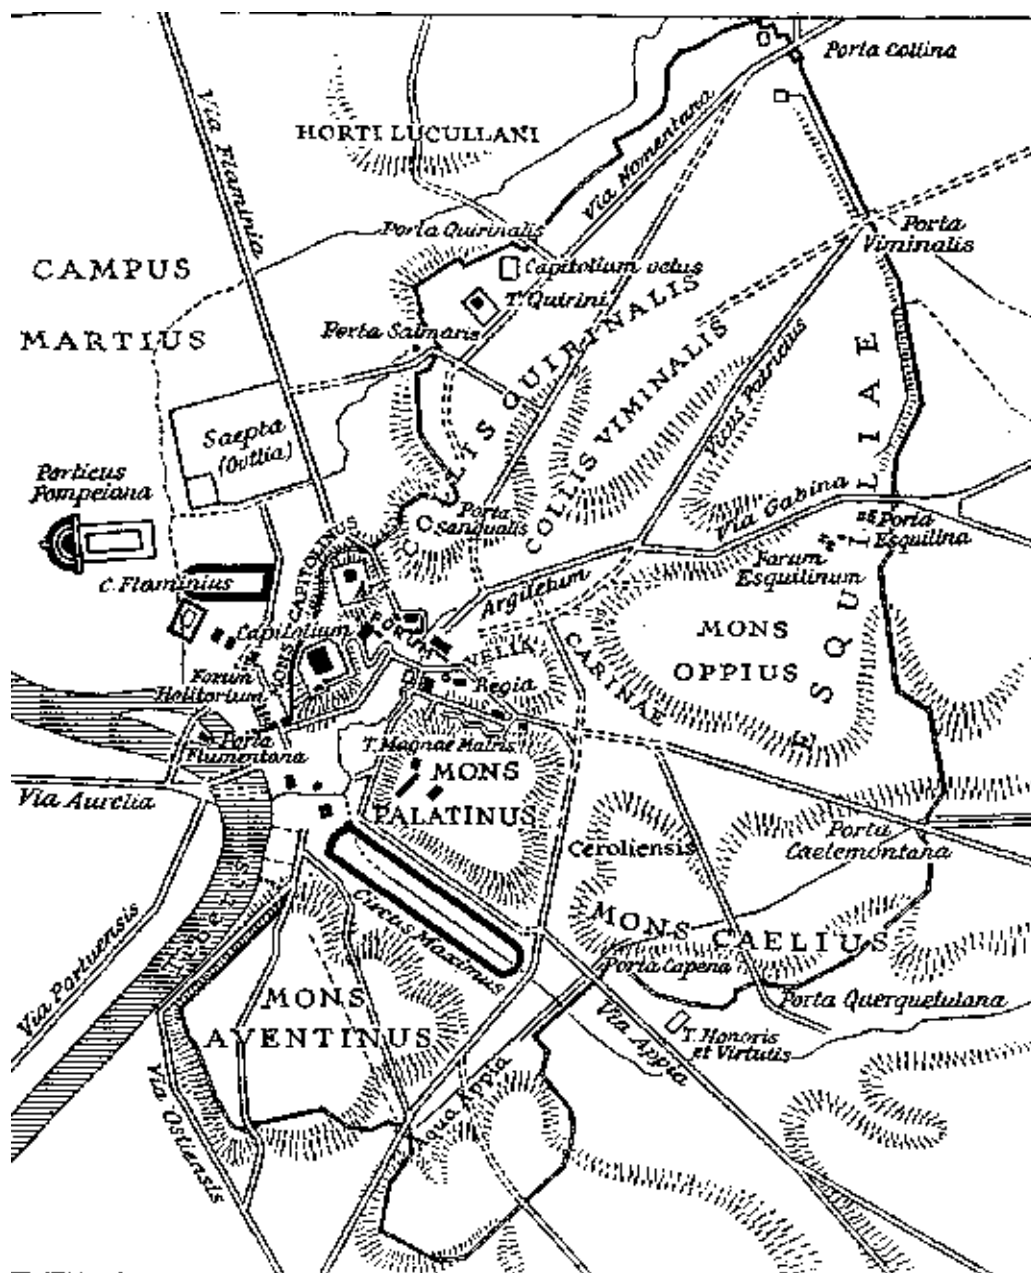 Porta Collina
Via Flaminia
HORTI LUCULLANI
Via Nomentana
Porta Quirinalis
Porta
Viminalis
CAMPUS
MARTIUS
Capitolium vetus
T. Quirini
Porta Salutaris
COLLIS QUIRINALIS
COLLIS VIMINALIS
Vicus Patricius
ESQUILIAE
Saepta
(Ovilia)
Porticus
Pompeiana
Porta
Sanqualis
Via Gabina
Porta
Esquilina
Forum
Esquilinum
C. Flaminius
MONS CAPITOLINUS
A
Argiletum
Capitolium
FORUM
VELIA
CARINAE
MONS
OPPIUS
Regia
Forum
Holitorium
Porta
Flumentana
T. Magnae Matris
MONS
PALATINUS
Via Aurelia
Ceroliensis
Porta
Caelemontana
Circus Maximus
MONS CAELIUS
Porta Capena
Porta Querquetulana
Via Portuensis
MONS
AVENTINUS
Via Appia
T. Honoris
et Virtutis
Aqua Appia
Via Ostiensis